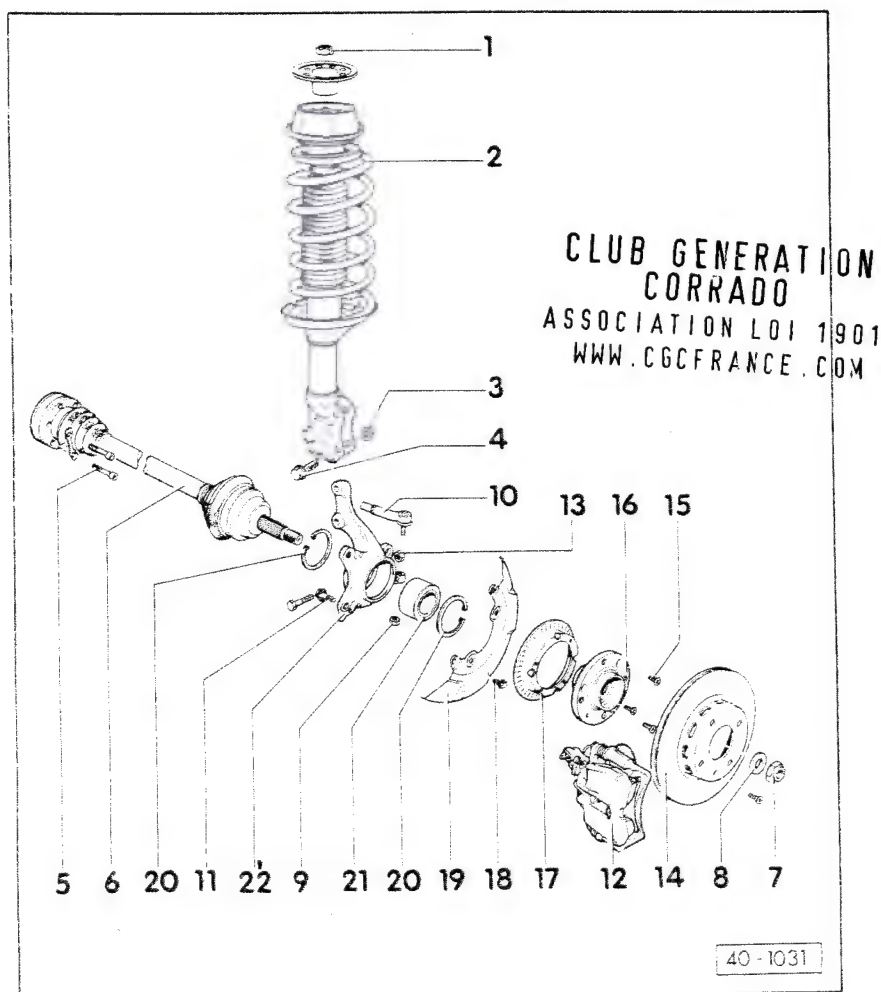 1
2
CLUB GENERATION
CORRADO
ASSOCIATION LOI 1901
WWW.CGCFRANCE.COM
3
4
10 13 16 15
5 6 20 11 22 9 21 20 19 18 17 12 14 8 7
40-1031